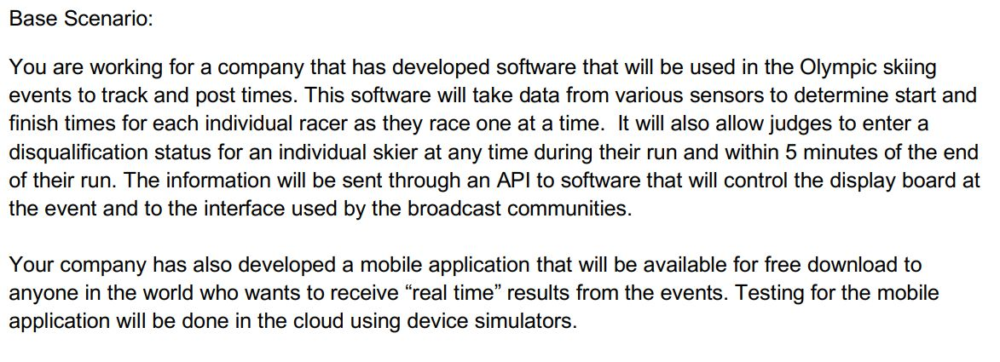 Base Scenario:
You are working for a company that has developed software that will be used in the Olympic skiing
events to track and post times. This software will take data from various sensors to determine start and
finish times for each individual racer as they race one at a time.  It will also allow judges to enter a
disqualification status for an individual skier at any time during their run and within 5 minutes of the end
of their run. The information will be sent through an API to software that will control the display board at
the event and to the interface used by the broadcast communities.
Your company has also developed a mobile application that will be available for free download to
anyone in the world who wants to receive “real time” results from the events. Testing for the mobile
application will be done in the cloud using device simulators.